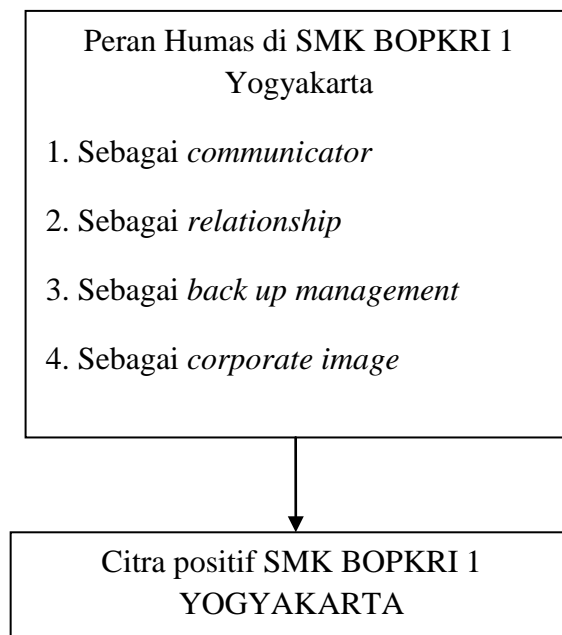 Peran Humas di SMK BOPKRI 1
Yogyakarta
1. Sebagai communicator
2. Sebagai relationship
3. Sebagai back up management
4. Sebagai corporate image
Citra positif SMK BOPKRI 1
YOGYAKARTA